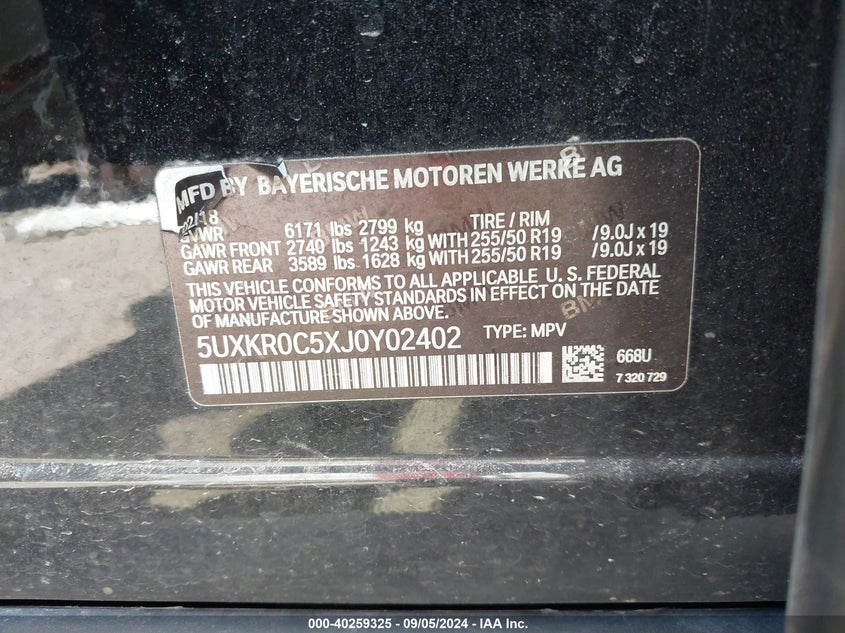 MFD BY BAYERISCHE MOTOREN WERKE AG
02/18
GVWR 6171 lbs 2799 kg TIRE / RIM
GAWR FRONT 2740 lbs 1243 kg WITH 255/50 R19 /9.0J x 19
GAWR REAR 3589 lbs 1628 kg WITH 255/50 R19 /9.0J x 19
THIS VEHICLE CONFORMS TO ALL APPLICABLE U. S. FEDERAL
MOTOR VEHICLE SAFETY STANDARDS IN EFFECT ON THE DATE
OF MANUFACTURE SHOWN ABOVE.
5UXKR0C5XJ0Y02402 TYPE: MPV
668U
7 320 729
000-40259325 - 09/05/2024 - IAA Inc.